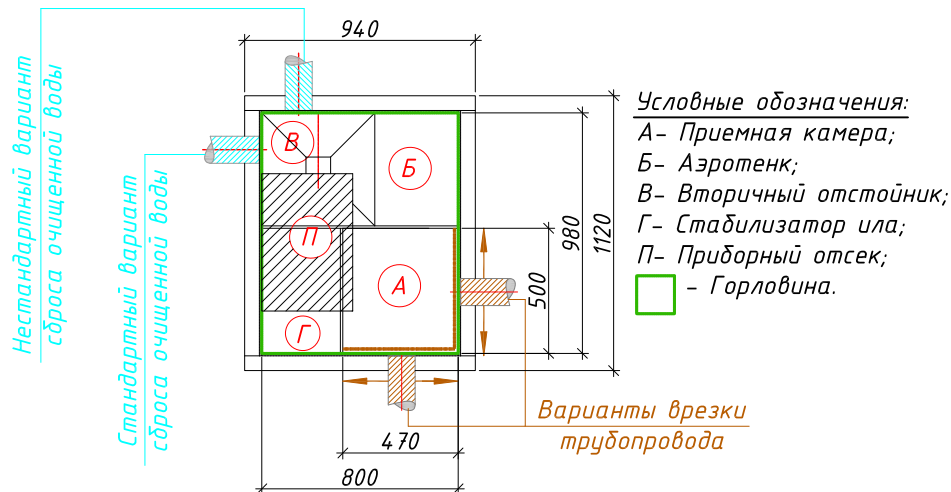 Нестандартный вариант
сброса очищенной воды
Стандартный вариант
сброса очищенной воды
940
В
Б
П
А
Г
500
980
1120
470
800
Варианты врезки
трубопровода
Условные обозначения:
А- Приемная камера;
Б- Аэротенк;
В- Вторичный отстойник;
Г- Стабилизатор ила;
П- Приборный отсек;
- Горловина.